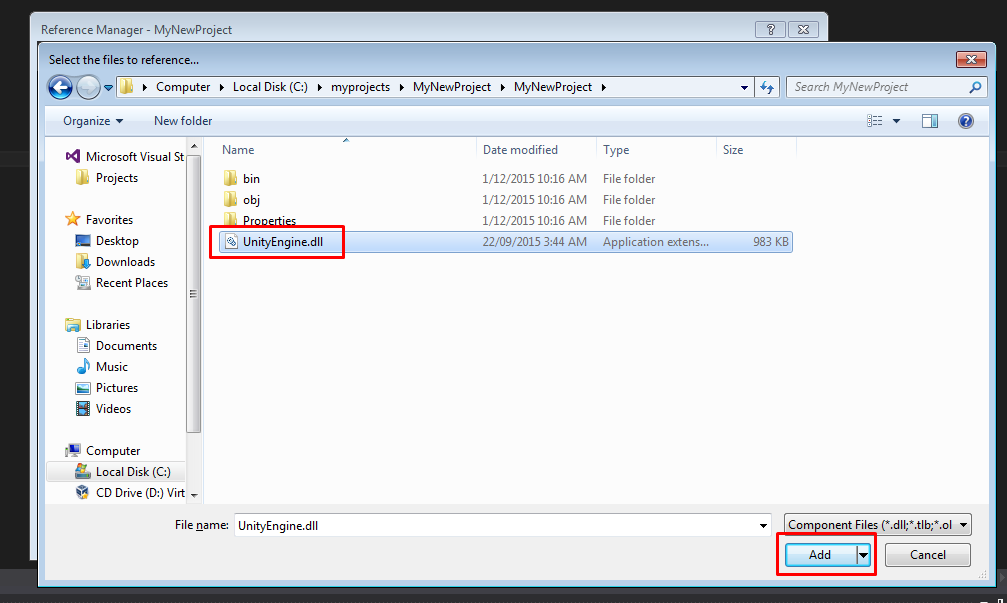 Reference Manager - MyNewProject
Select the files to reference...
Computer Local Disk (C:) myprojects MyNewProject MyNewProject
Search MyNewProject
Organize New folder
Microsoft Visual St
Projects
Favorites
Desktop
Downloads
Recent Places
Libraries
Documents
Music
Pictures
Videos
Computer
Local Disk (C:)
CD Drive (D:) Virt
Name Date modified Type Size
bin 1/12/2015 10:16 AM File folder
obj 1/12/2015 10:16 AM File folder
Properties 1/12/2015 10:16 AM File folder
UnityEngine.dll 22/09/2015 3:44 AM Application extens... 983 KB
File name: UnityEngine.dll
Component Files (*.dll;*.tlb;*.ol
Add Cancel